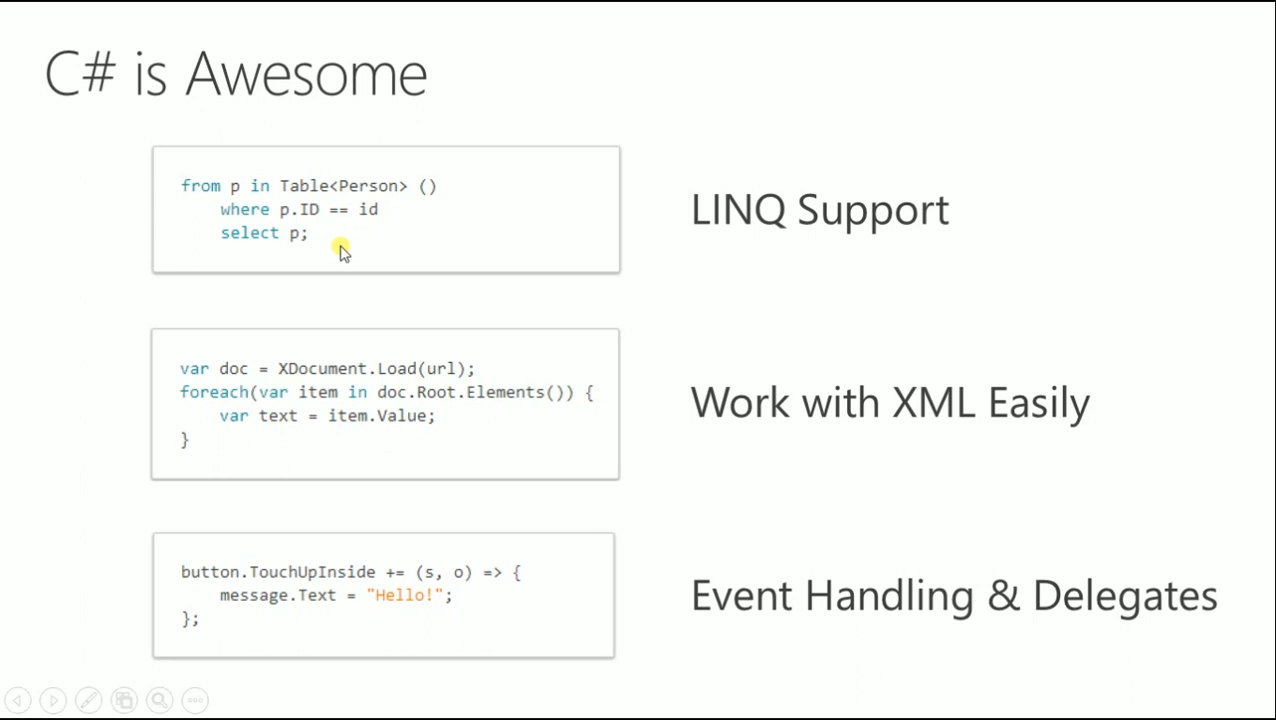 C# is Awesome
from p in Table<Person> ()
    where p.ID == id
    select p;
LINQ Support
var doc = XDocument.Load(url);
foreach(var item in doc.Root.Elements()) {
    var text = item.Value;
}
Work with XML Easily
button.TouchUpInside += (s, o) => {
    message.Text = "Hello!";
};
Event Handling & Delegates